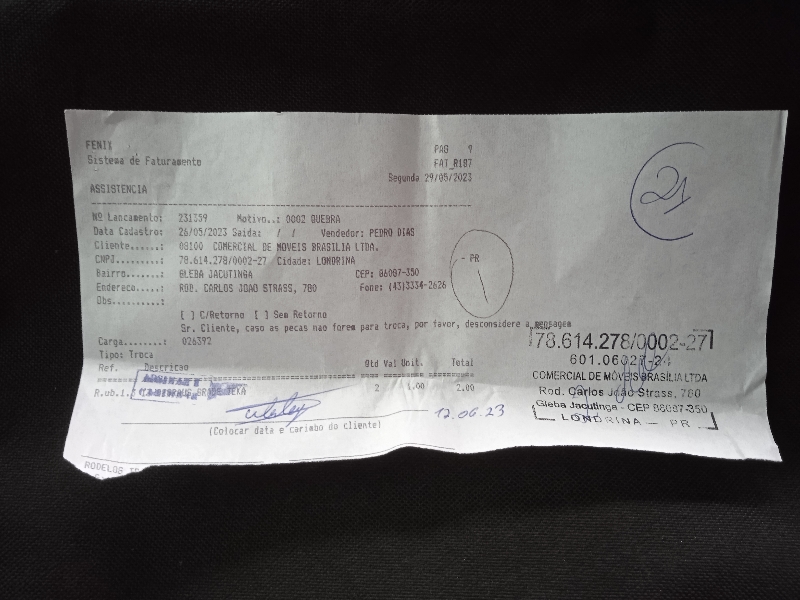 FENIX PAG 9
Sistema de Faturamento FAT_R187
Segunda 29/05/2023
ASSISTENCIA
Nº Lancamento: 231359 Motivo..: 0002 QUEBRA
Data Cadastro: 26/05/2023 Saida: / / Vendedor: PEDRO DIAS
Cliente......: 08100 COMERCIAL DE MOVEIS BRASILIA LTDA.
CNPJ.........: 78.614.278/0002-27 Cidade: LONDRINA - PR
Bairro.......: GLEBA JACUTINGA CEP: 86087-350
Endereco.....: ROD. CARLOS JOAO STRASS, 780 Fone: (43)3334-2626
Obs..........:
[ ] C/Retorno [ ] Sem Retorno
Sr. Cliente, caso as pecas nao forem para troca, por favor, desconsidere a mensagem
Carga........: 026392
Tipo: Troca
Ref. Descricao Qtd Val Unit. Total
R.ob.i. 2 1.00 2.00
12.06.23
(Colocar data e carimbo do cliente)
RODELOS
21
78.614.278/0002-27
COMERCIAL DE MÓVEIS BRASILIA LTDA
Rod. Carlos João Strass, 780
Gleba Jacutinga - CEP 86087-350
LONDRINA - PR